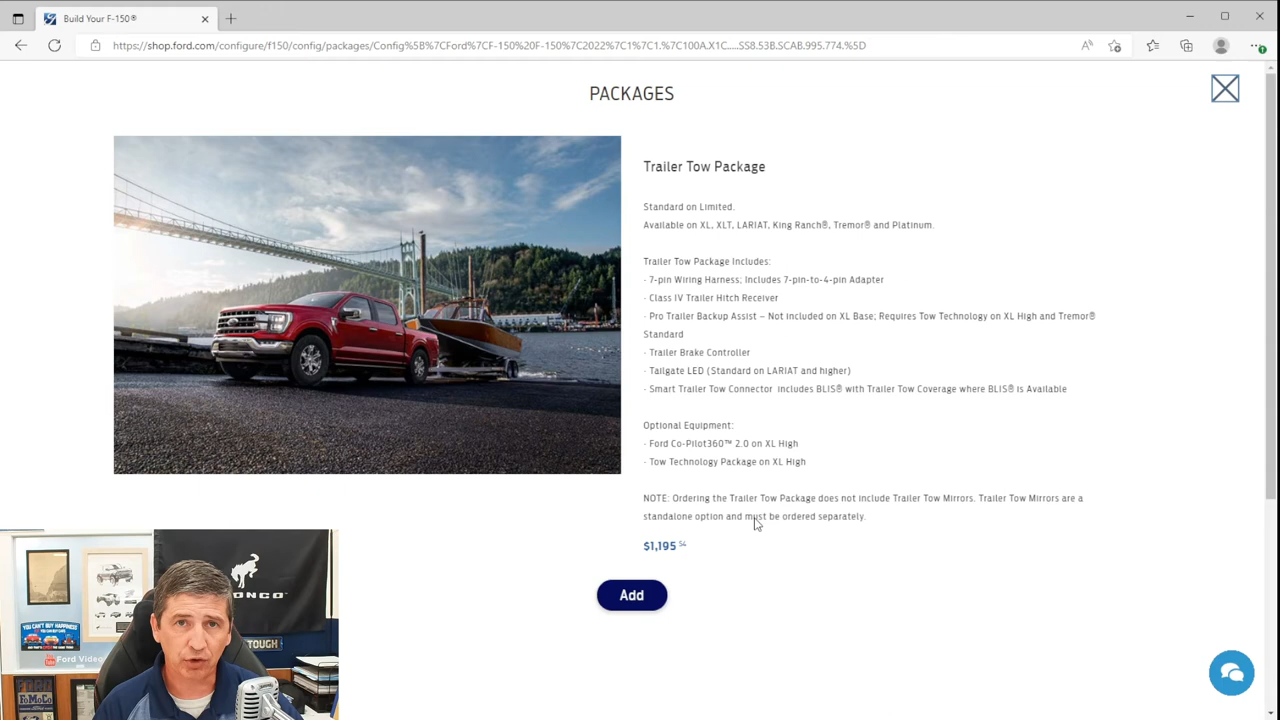 Build Your F-150®
https://shop.ford.com/configure/f150/config/packages/Config%5B%7CFord%7CF-150%20F-150%7C2022%7C1%7C1.%7C100A.X1C.....SS8.53B.SCAB.995.774.%5D
PACKAGES
Trailer Tow Package
Standard on Limited.
Available on XL, XLT, LARIAT, King Ranch®, Tremor® and Platinum.
Trailer Tow Package Includes:
· 7-pin Wiring Harness; Includes 7-pin-to-4-pin Adapter
· Class IV Trailer Hitch Receiver
· Pro Trailer Backup Assist – Not included on XL Base; Requires Tow Technology on XL High and Tremor®
Standard
· Trailer Brake Controller
· Tailgate LED (Standard on LARIAT and higher)
· Smart Trailer Tow Connector includes BLIS® with Trailer Tow Coverage where BLIS® is Available
Optional Equipment:
· Ford Co-Pilot360™ 2.0 on XL High
· Tow Technology Package on XL High
NOTE: Ordering the Trailer Tow Package does not include Trailer Tow Mirrors. Trailer Tow Mirrors are a
standalone option and must be ordered separately.
$1,195 54
Add
ONCO
YOU CAN'T BUY HAPPINESS
TOUGH
Ford Video
FORD
FoMoCo